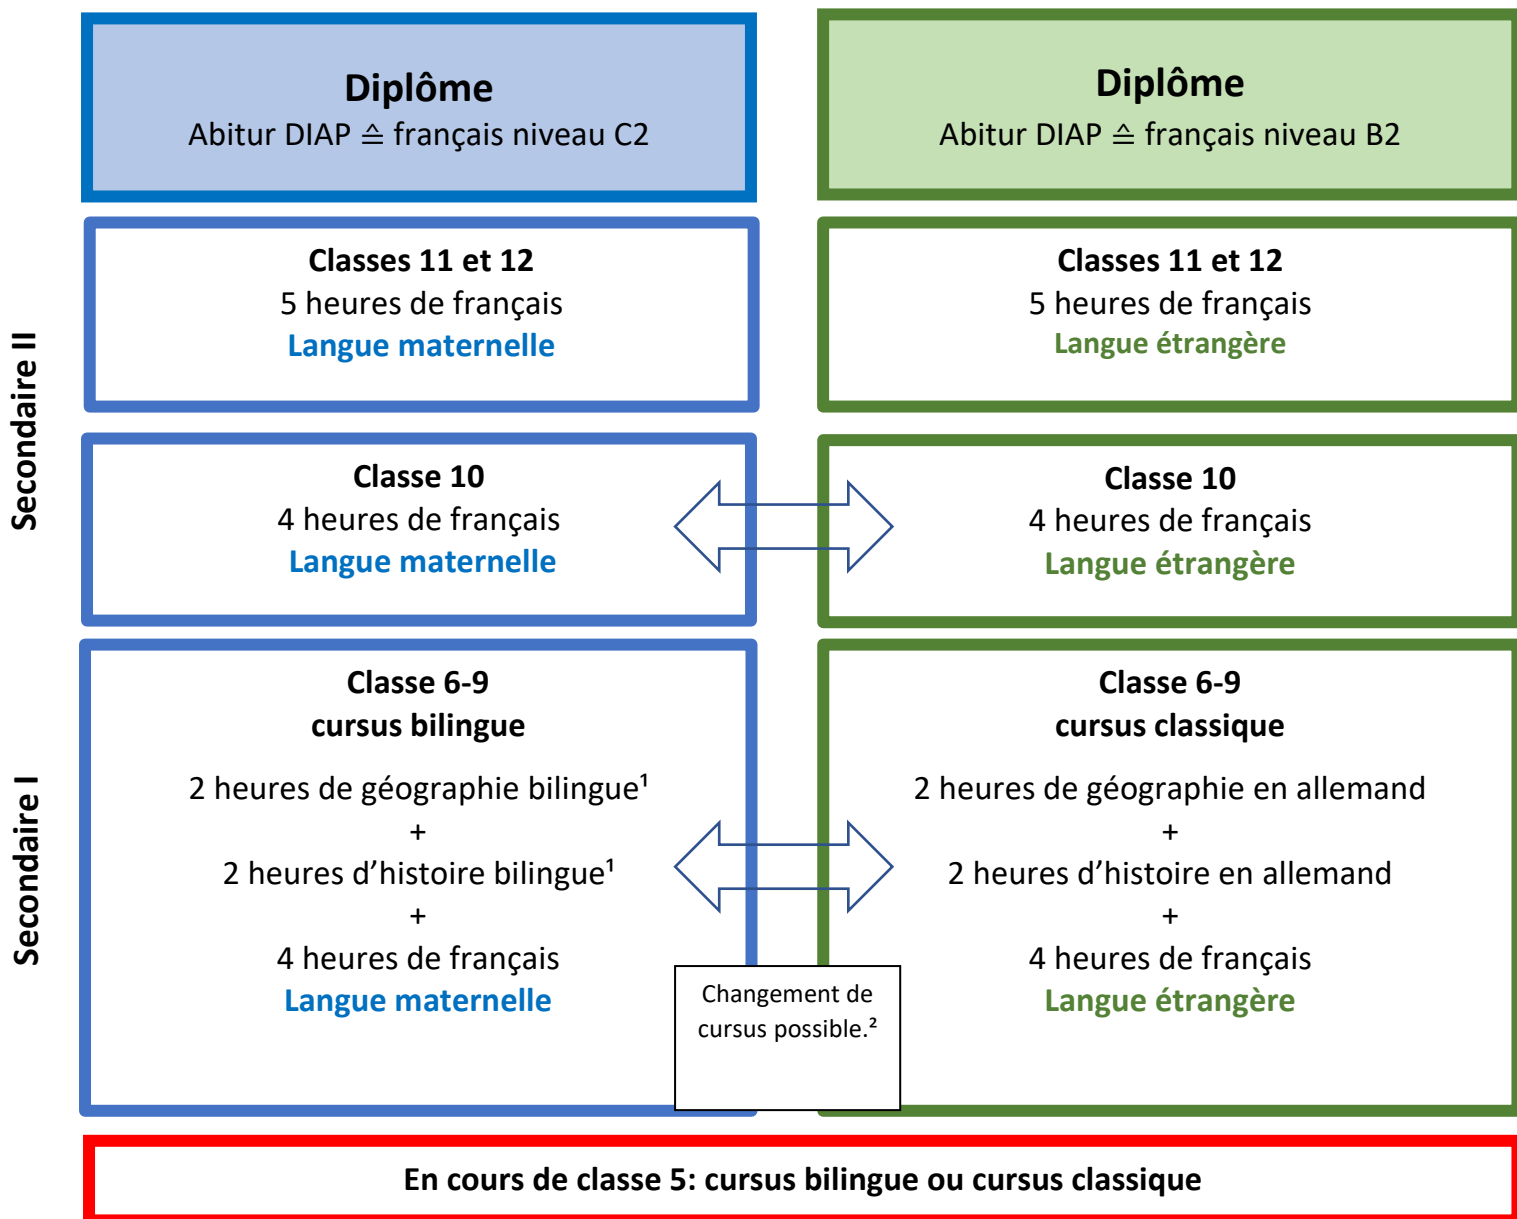 Diplôme
Abitur DIAP ≙ français niveau C2
Diplôme
Abitur DIAP ≙ français niveau B2
Secondaire II
Classes 11 et 12
5 heures de français
Langue maternelle
Classes 11 et 12
5 heures de français
Langue étrangère
Classe 10
4 heures de français
Langue maternelle
Classe 10
4 heures de français
Langue étrangère
Secondaire I
Classe 6-9
cursus bilingue
2 heures de géographie bilingue¹
+
2 heures d’histoire bilingue¹
+
4 heures de français
Langue maternelle
Classe 6-9
cursus classique
2 heures de géographie en allemand
+
2 heures d’histoire en allemand
+
4 heures de français
Langue étrangère
Changement de
cursus possible.²
En cours de classe 5: cursus bilingue ou cursus classique